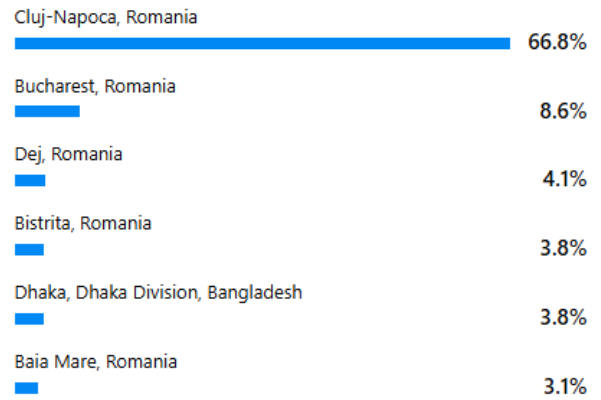 Cluj-Napoca, Romania
66.8%
Bucharest, Romania
8.6%
Dej, Romania
4.1%
Bistrita, Romania
3.8%
Dhaka, Dhaka Division, Bangladesh
3.8%
Baia Mare, Romania
3.1%